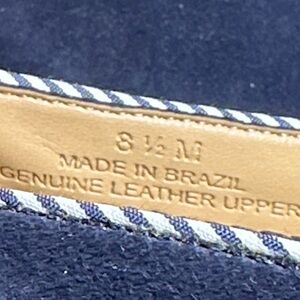 8 ½ M
MADE IN BRAZIL
GENUINE LEATHER UPPER